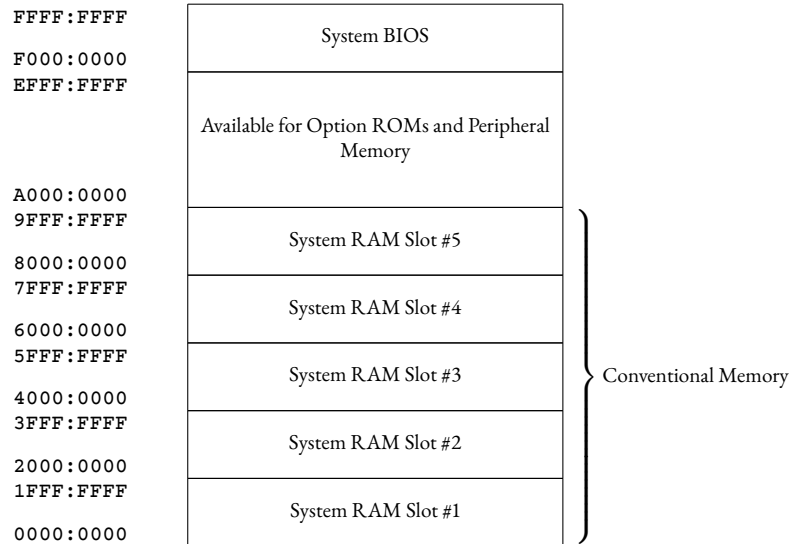 FFFF:FFFF
System BIOS
F000:0000
EFFF:FFFF
Available for Option ROMs and Peripheral
Memory
A000:0000
9FFF:FFFF
System RAM Slot #5
8000:0000
7FFF:FFFF
System RAM Slot #4
6000:0000
5FFF:FFFF
System RAM Slot #3
Conventional Memory
4000:0000
3FFF:FFFF
System RAM Slot #2
2000:0000
1FFF:FFFF
System RAM Slot #1
0000:0000